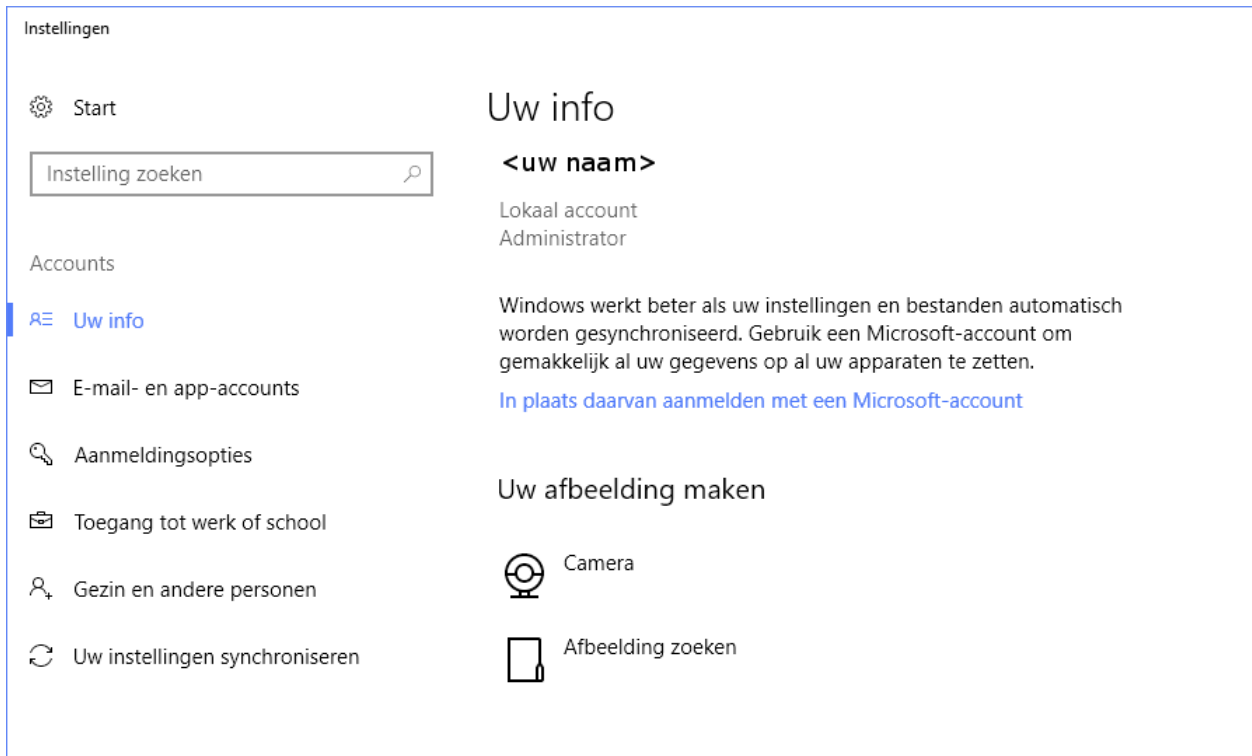 Instellingen
Start
Instelling zoeken
Accounts
Uw info
E-mail- en app-accounts
Aanmeldingsopties
Toegang tot werk of school
Gezin en andere personen
Uw instellingen synchroniseren
Uw info
<uw naam>
Lokaal account
Administrator
Windows werkt beter als uw instellingen en bestanden automatisch
worden gesynchroniseerd. Gebruik een Microsoft-account om
gemakkelijk al uw gegevens op al uw apparaten te zetten.
In plaats daarvan aanmelden met een Microsoft-account
Uw afbeelding maken
Camera
Afbeelding zoeken